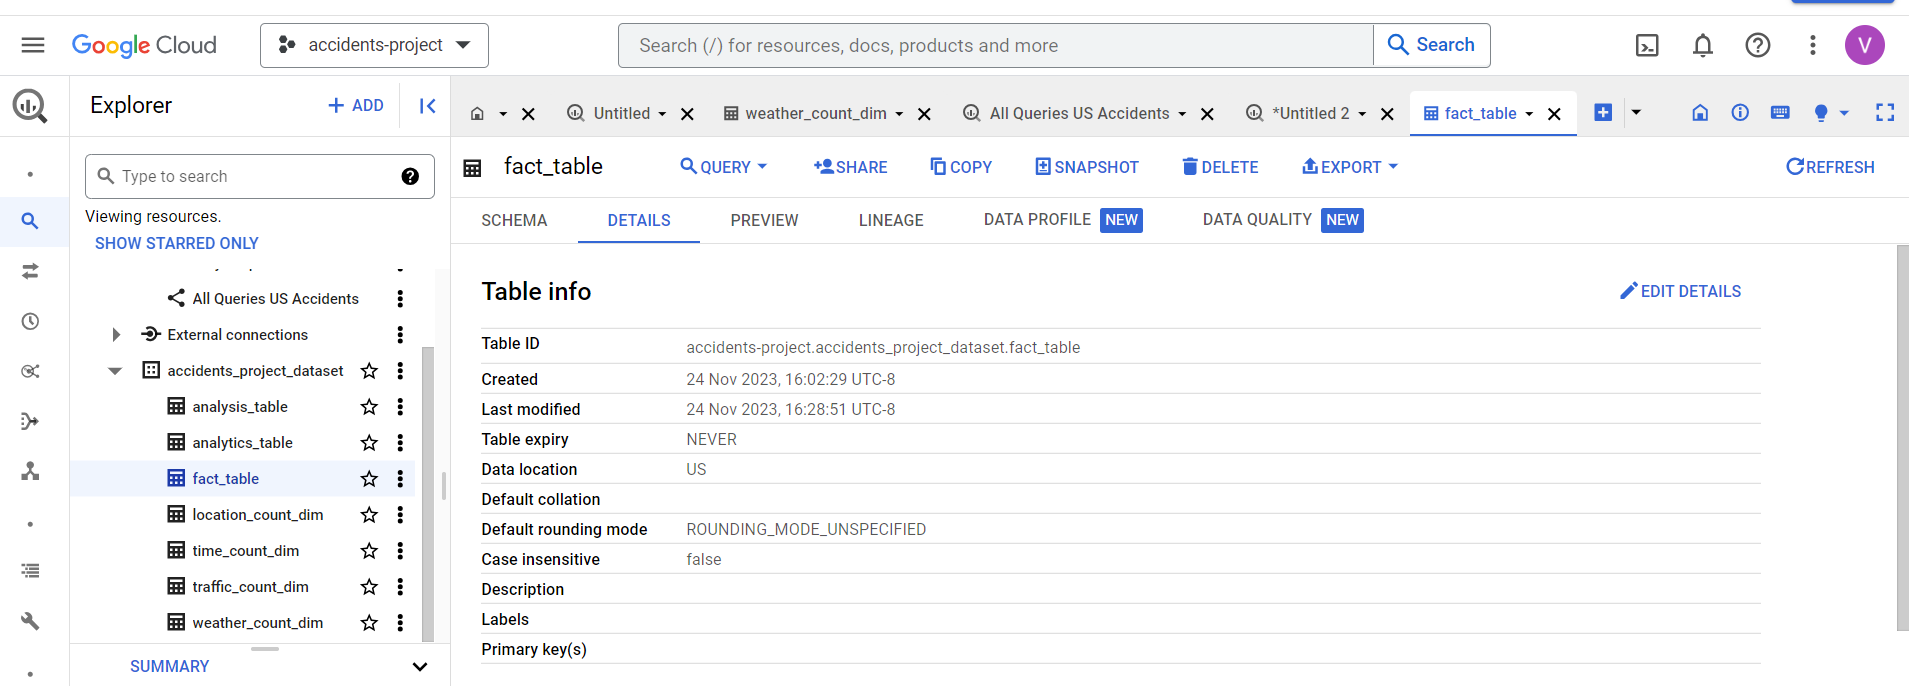 Google Cloud
accidents-project
Search (/) for resources, docs, products and more
Search
V
Explorer
+ ADD
Untitled
weather_count_dim
All Queries US Accidents
*Untitled 2
fact_table
Type to search
Viewing resources.
SHOW STARRED ONLY
All Queries US Accidents
External connections
accidents_project_dataset
analysis_table
analytics_table
fact_table
location_count_dim
time_count_dim
traffic_count_dim
weather_count_dim
SUMMARY
fact_table
QUERY
SHARE
COPY
SNAPSHOT
DELETE
EXPORT
REFRESH
SCHEMA
DETAILS
PREVIEW
LINEAGE
DATA PROFILE NEW
DATA QUALITY NEW
Table info
EDIT DETAILS
Table ID accidents-project.accidents_project_dataset.fact_table
Created 24 Nov 2023, 16:02:29 UTC-8
Last modified 24 Nov 2023, 16:28:51 UTC-8
Table expiry NEVER
Data location US
Default collation
Default rounding mode ROUNDING_MODE_UNSPECIFIED
Case insensitive false
Description
Labels
Primary key(s)